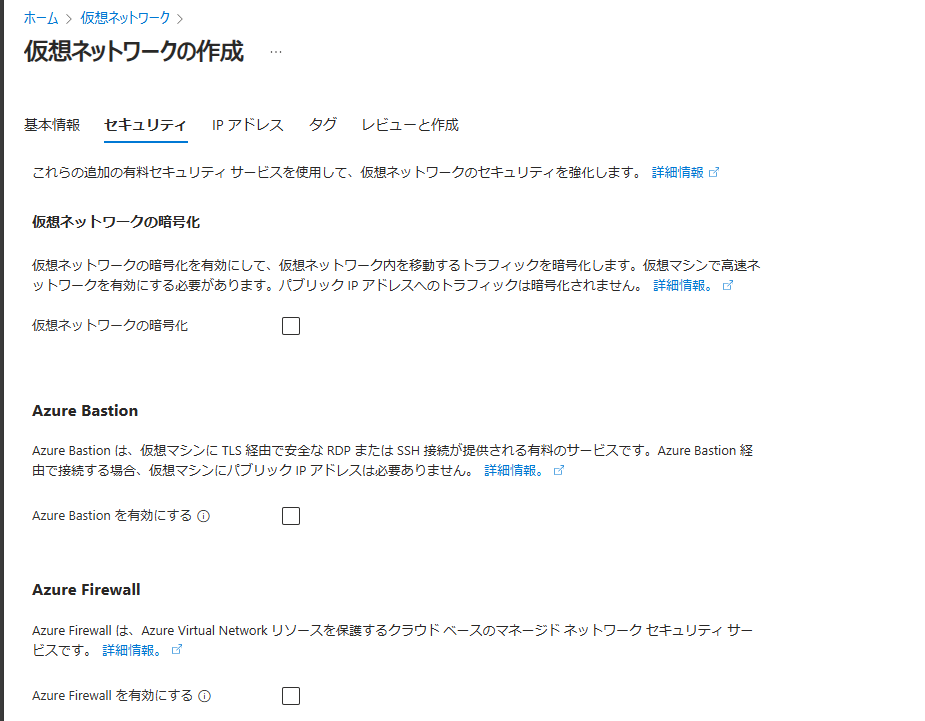 ホーム > 仮想ネットワーク >
仮想ネットワークの作成 …
基本情報 セキュリティ IP アドレス タグ レビューと作成
これらの追加の有料セキュリティ サービスを使用して、仮想ネットワークのセキュリティを強化します。 詳細情報
仮想ネットワークの暗号化
仮想ネットワークの暗号化を有効にして、仮想ネットワーク内を移動するトラフィックを暗号化します。仮想マシンで高速ネ
ットワークを有効にする必要があります。パブリック IP アドレスへのトラフィックは暗号化されません。 詳細情報。
仮想ネットワークの暗号化
Azure Bastion
Azure Bastion は、仮想マシンに TLS 経由で安全な RDP または SSH 接続が提供される有料のサービスです。Azure Bastion 経
由で接続する場合、仮想マシンにパブリック IP アドレスは必要ありません。 詳細情報。
Azure Bastion を有効にする
Azure Firewall
Azure Firewall は、Azure Virtual Network リソースを保護するクラウド ベースのマネージド ネットワーク セキュリティ サー
ビスです。 詳細情報。
Azure Firewall を有効にする